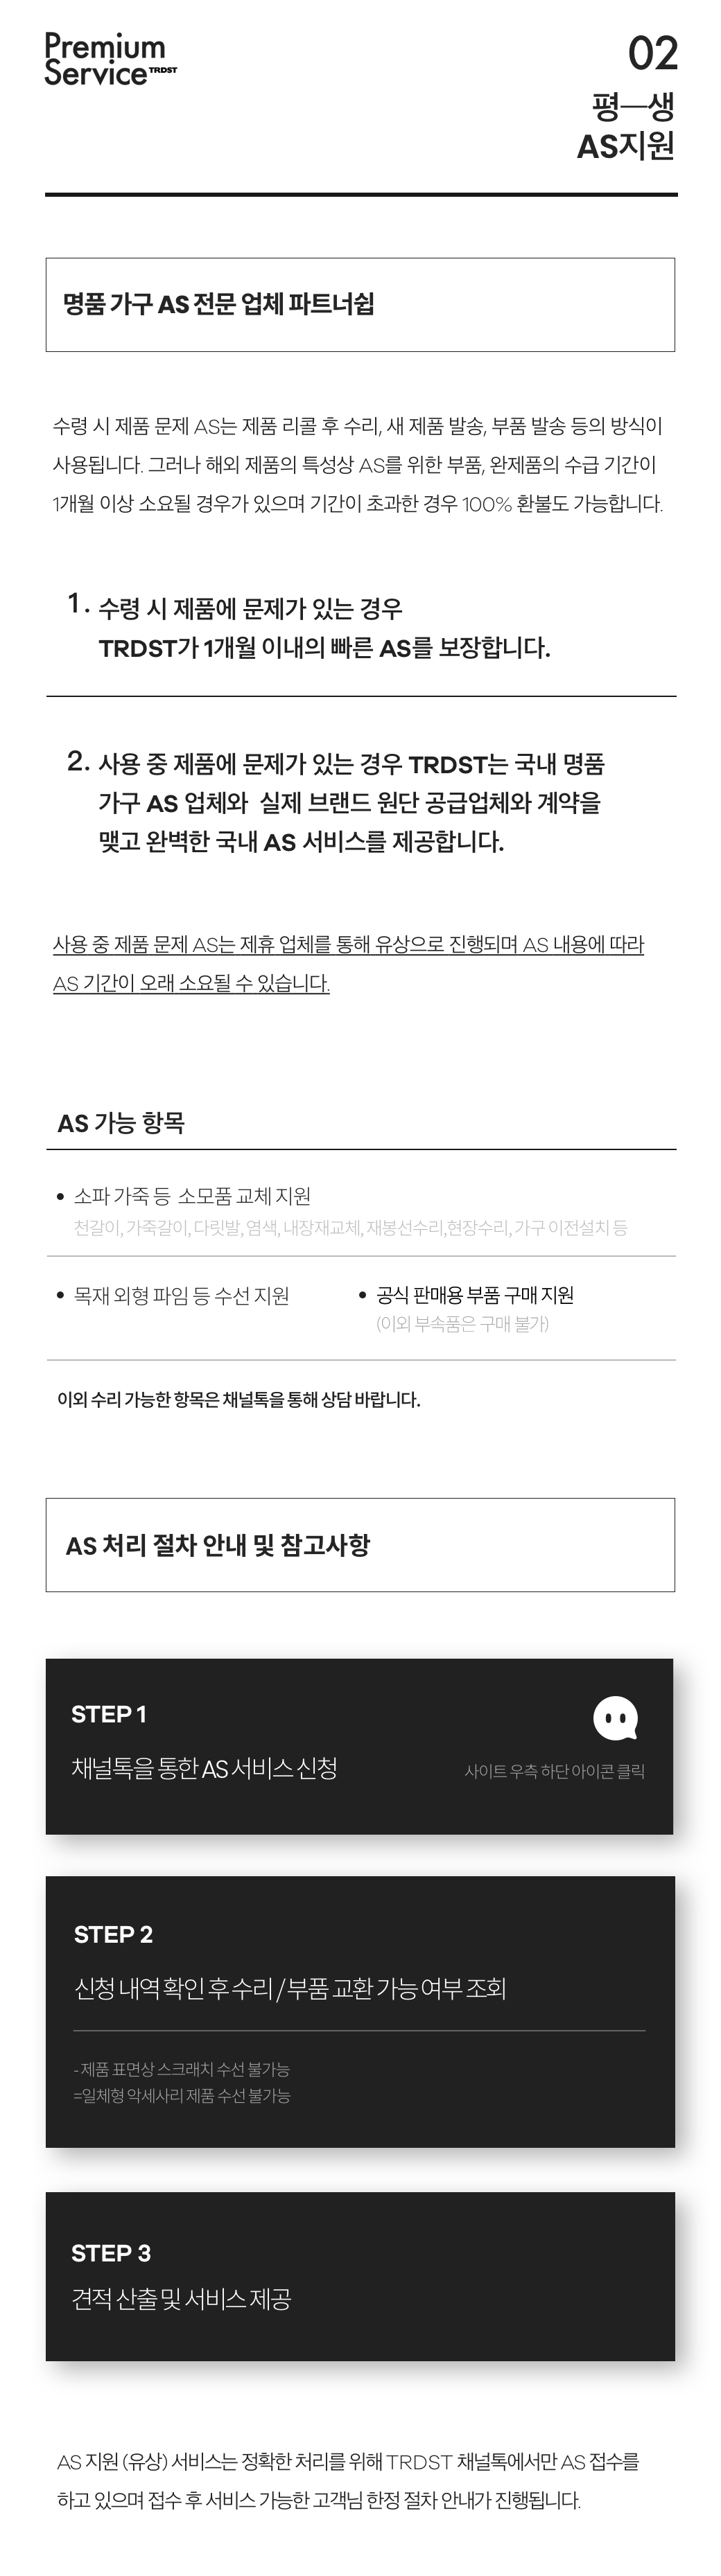 Premium
Service TRDST
02
평—생
AS지원
명품 가구 AS 전문 업체 파트너쉽
수령 시 제품 문제 AS는 제품 리콜 후 수리, 새 제품 발송, 부품 발송 등의 방식이
사용됩니다. 그러나 해외 제품의 특성상 AS를 위한 부품, 완제품의 수급 기간이
1개월 이상 소요될 경우가 있으며 기간이 초과한 경우 100% 환불도 가능합니다.
1. 수령 시 제품에 문제가 있는 경우
TRDST가 1개월 이내의 빠른 AS를 보장합니다.
2. 사용 중 제품에 문제가 있는 경우 TRDST는 국내 명품
가구 AS 업체와 실제 브랜드 원단 공급업체와 계약을
맺고 완벽한 국내 AS 서비스를 제공합니다.
사용 중 제품 문제 AS는 제휴 업체를 통해 유상으로 진행되며 AS 내용에 따라
AS 기간이 오래 소요될 수 있습니다.
AS 가능 항목
• 소파 가죽 등 소모품 교체 지원
천갈이, 가죽갈이, 다릿발, 염색, 내장재교체, 재봉선수리,현장수리, 가구 이전설치 등
• 목재 외형 파임 등 수선 지원
• 공식 판매용 부품 구매 지원
(이외 부속품은 구매 불가)
이외 수리 가능한 항목은 채널톡을 통해 상담 바랍니다.
AS 처리 절차 안내 및 참고사항
STEP 1
채널톡을 통한 AS 서비스 신청
사이트 우측 하단 아이콘 클릭
STEP 2
신청 내역 확인 후 수리 / 부품 교환 가능 여부 조회
- 제품 표면상 스크래치 수선 불가능
=일체형 악세사리 제품 수선 불가능
STEP 3
견적 산출 및 서비스 제공
AS 지원 (유상) 서비스는 정확한 처리를 위해 TRDST 채널톡에서만 AS 접수를
하고 있으며 접수 후 서비스 가능한 고객님 한정 절차 안내가 진행됩니다.